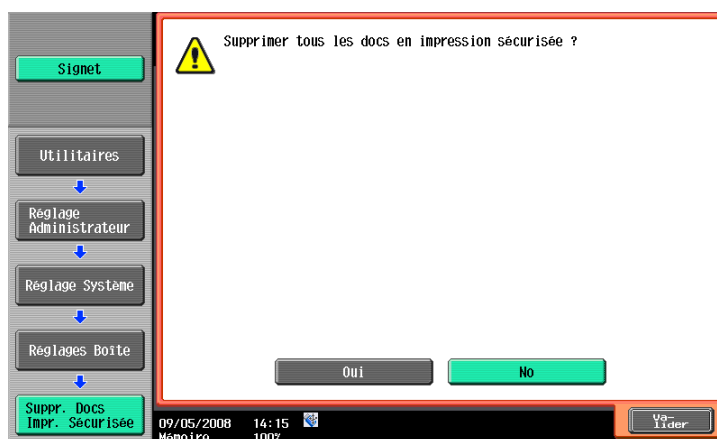 Signet
Utilitaires
Réglage
Administrateur
Réglage Système
Réglages Boîte
Suppr. Docs
Impr. Sécurisée
Supprimer tous les docs en impression sécurisée ?
Oui
No
09/05/2008 14:15
Mémoire 100%
Va-
lider